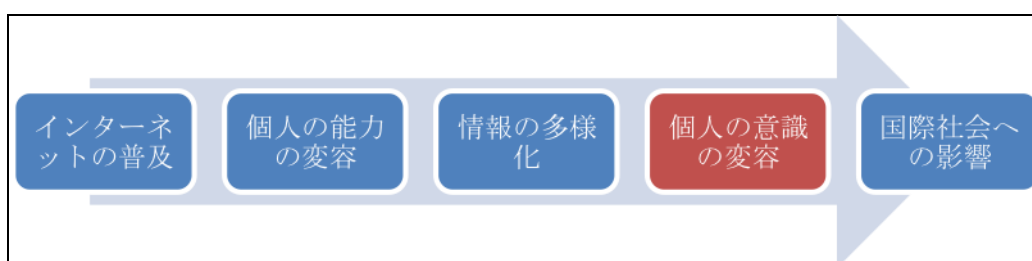 インターネ
ットの普及
個人の能力
の変容
情報の多様
化
個人の意識
の変容
国際社会へ
の影響